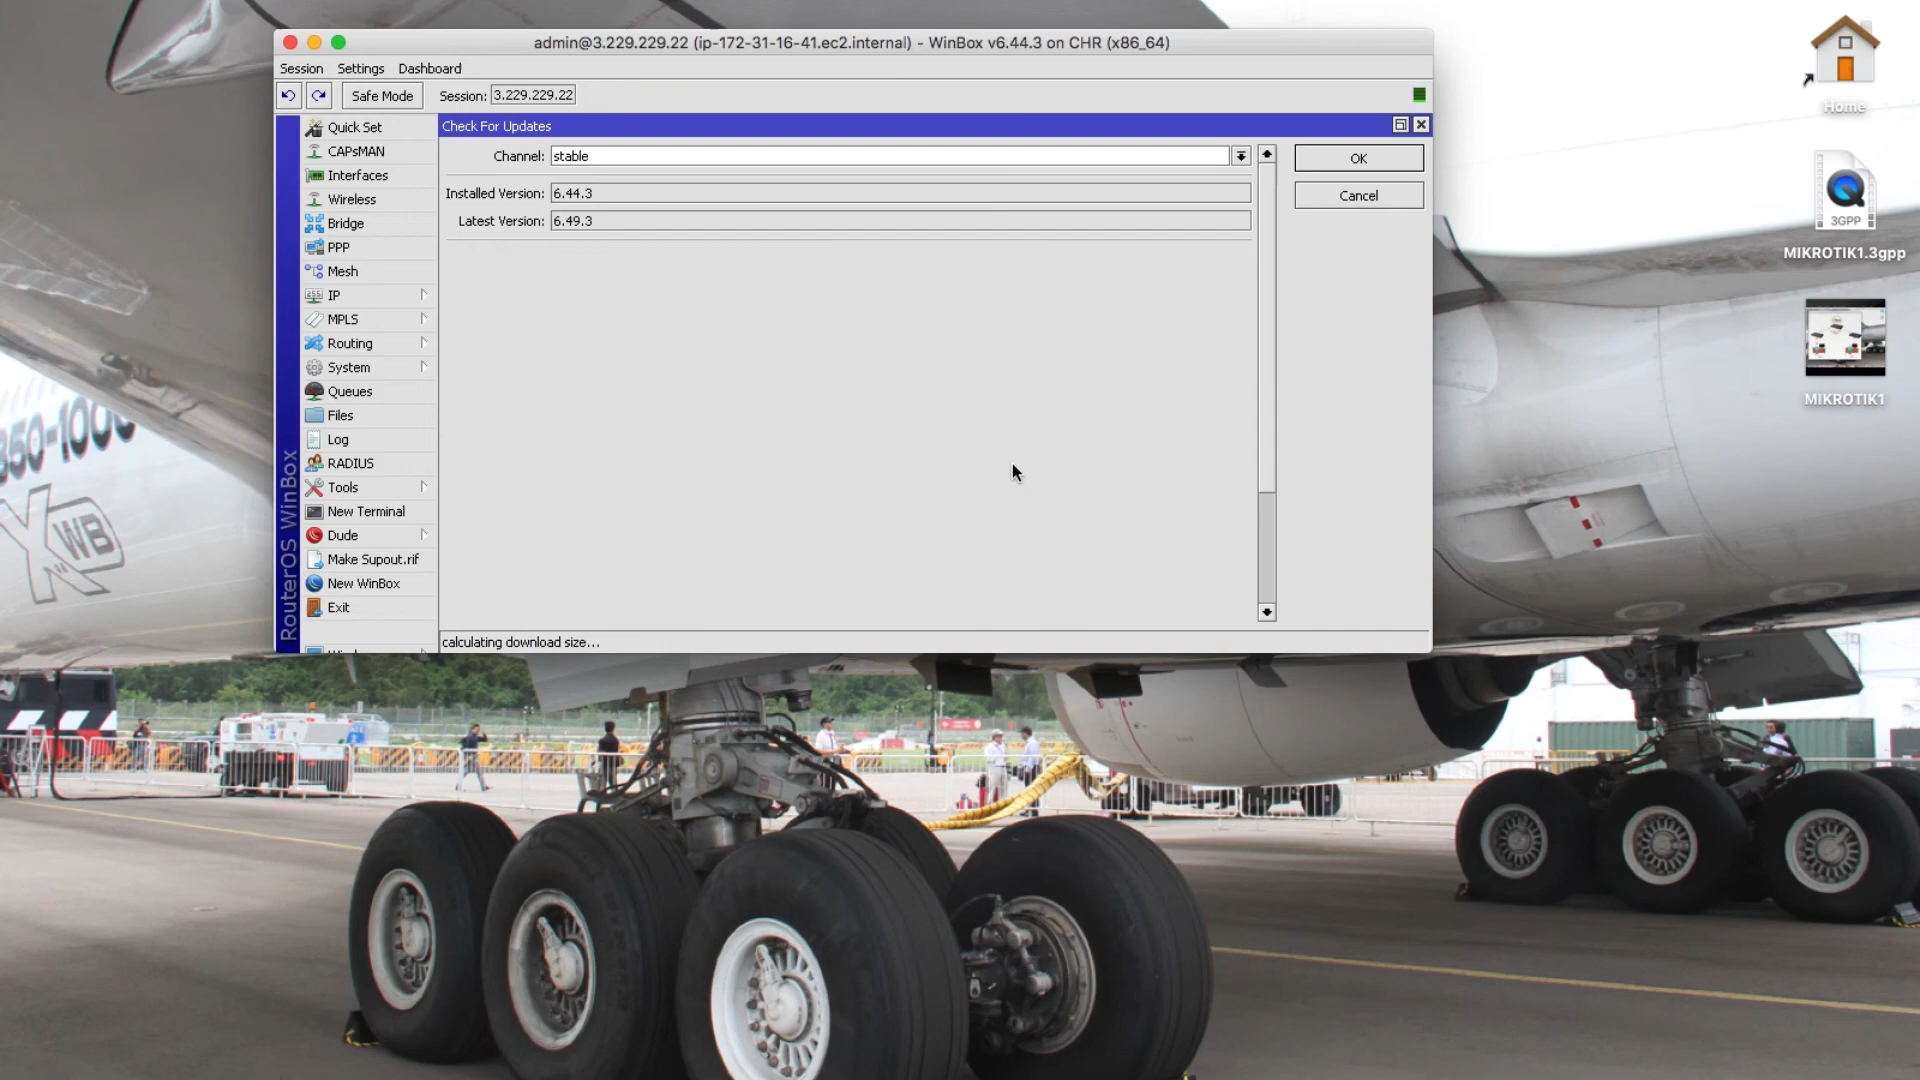 admin@3.229.229.22 (ip-172-31-16-41.ec2.internal) - WinBox v6.44.3 on CHR (x86_64)
Session Settings Dashboard
Safe Mode Session: 3.229.229.22
Check For Updates
Quick Set
CAPsMAN
Interfaces
Wireless
Bridge
PPP
Mesh
IP
MPLS
Routing
System
Queues
Files
Log
RADIUS
Tools
New Terminal
Dude
Make Supout.rif
New WinBox
Exit
RouterOS WinBox
Channel: stable
Installed Version: 6.44.3
Latest Version: 6.49.3
OK
Cancel
calculating download size...
Home
3GPP
MIKROTIK1.3gpp
MIKROTIK1
350-1000
XWB